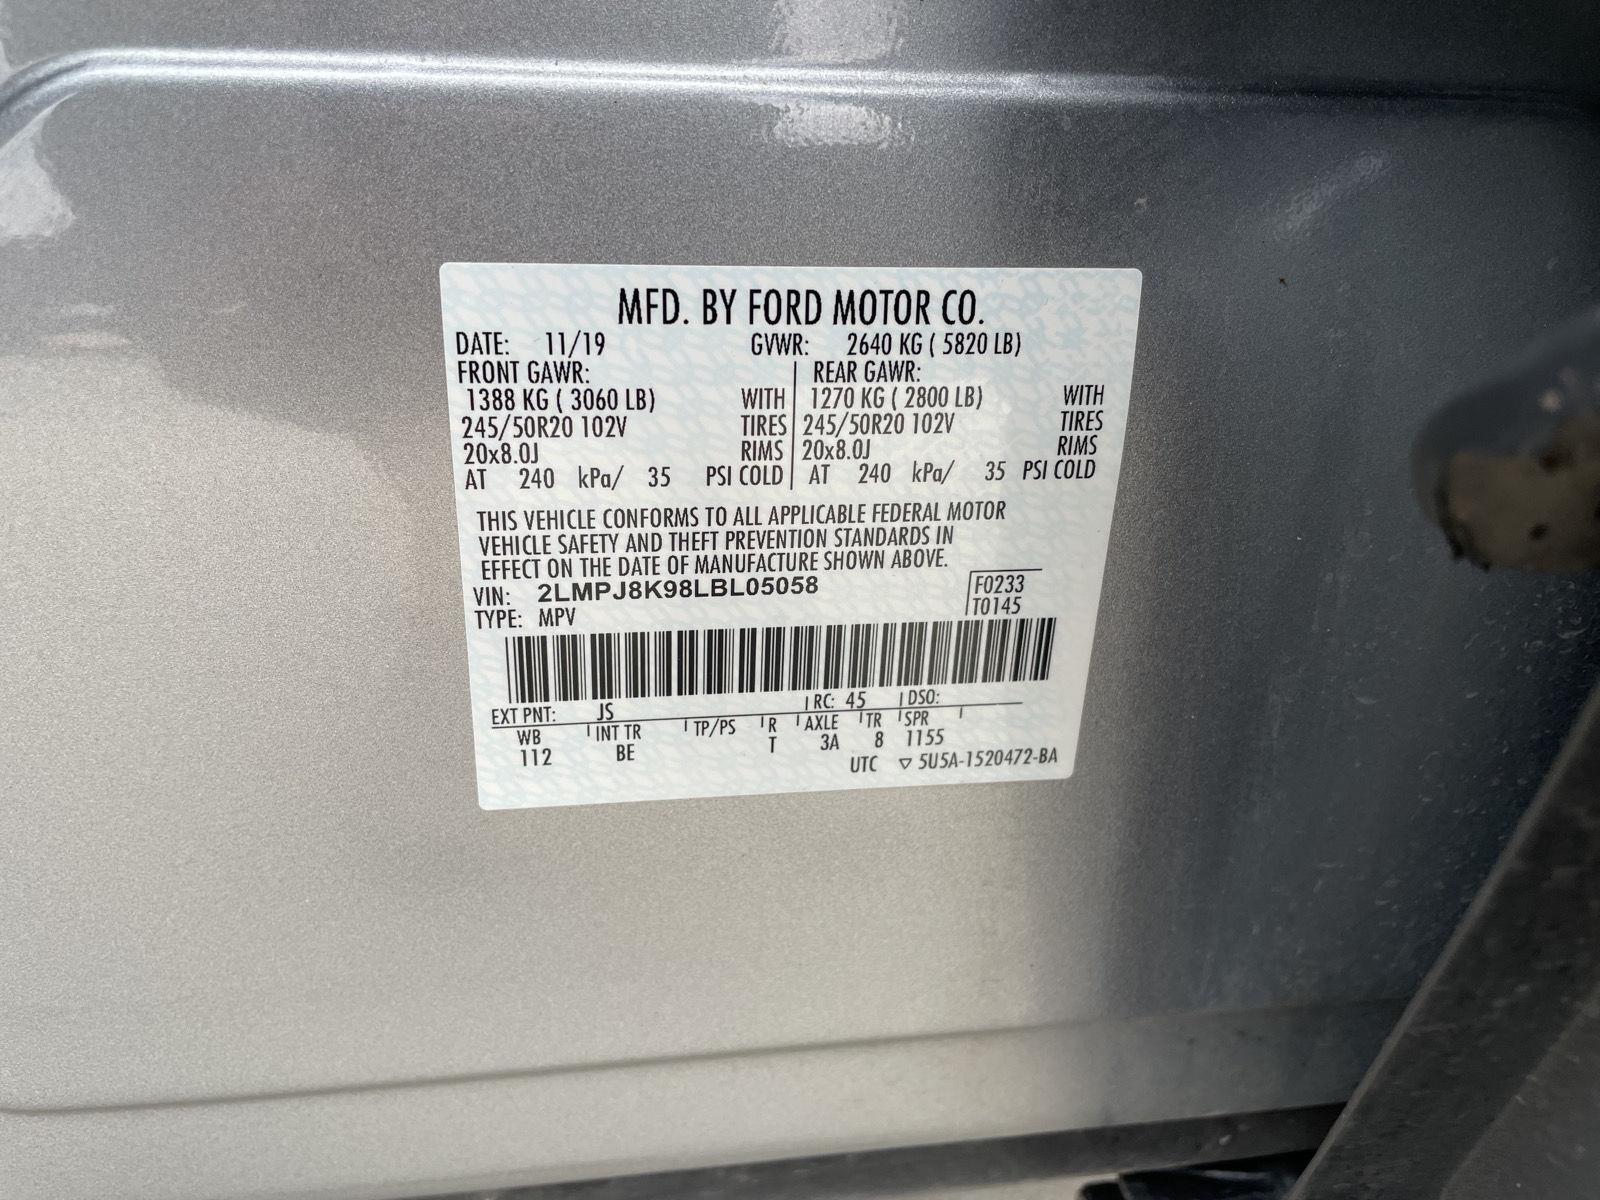 MFD. BY FORD MOTOR CO.
DATE: 11/19 GVWR: 2640 KG ( 5820 LB)
FRONT GAWR: REAR GAWR:
1388 KG ( 3060 LB) WITH 1270 KG ( 2800 LB) WITH
245/50R20 102V TIRES 245/50R20 102V TIRES
20x8.0J RIMS 20x8.0J RIMS
AT 240 kPa/ 35 PSI COLD AT 240 kPa/ 35 PSI COLD
THIS VEHICLE CONFORMS TO ALL APPLICABLE FEDERAL MOTOR
VEHICLE SAFETY AND THEFT PREVENTION STANDARDS IN
EFFECT ON THE DATE OF MANUFACTURE SHOWN ABOVE.
VIN: 2LMPJ8K98LBL05058 F0233
TYPE: MPV T0145
EXT PNT: JS RC: 45 DSO:
WB INT TR TP/PS R AXLE TR SPR
112 BE T 3A 8 1155
UTC ▽ 5U5A-1520472-BA